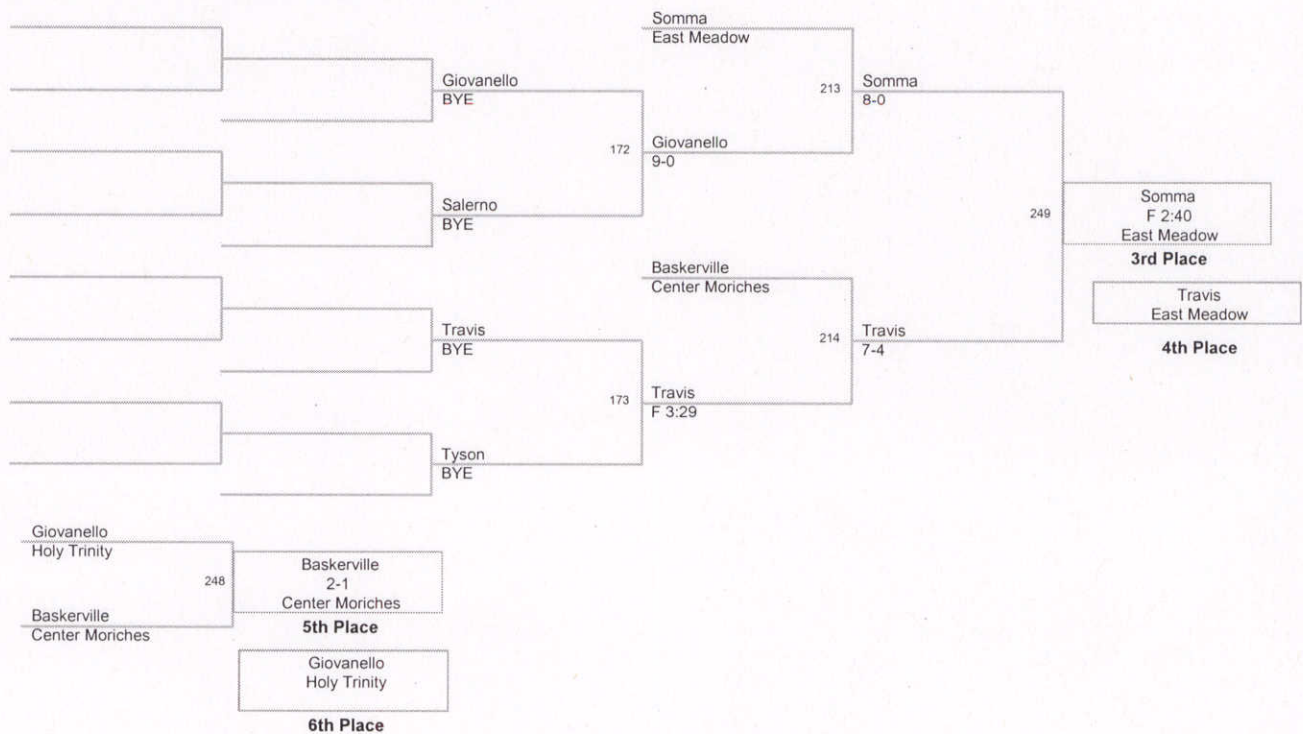 Somma
East Meadow
Giovanello
BYE
213
Somma
8-0
172
Giovanello
9-0
Salerno
BYE
249
Somma
F 2:40
East Meadow
3rd Place
Baskerville
Center Moriches
Travis
East Meadow
4th Place
Travis
BYE
214
Travis
7-4
173
Travis
F 3:29
Tyson
BYE
Giovanello
Holy Trinity
248
Baskerville
2-1
Center Moriches
5th Place
Baskerville
Center Moriches
Giovanello
Holy Trinity
6th Place